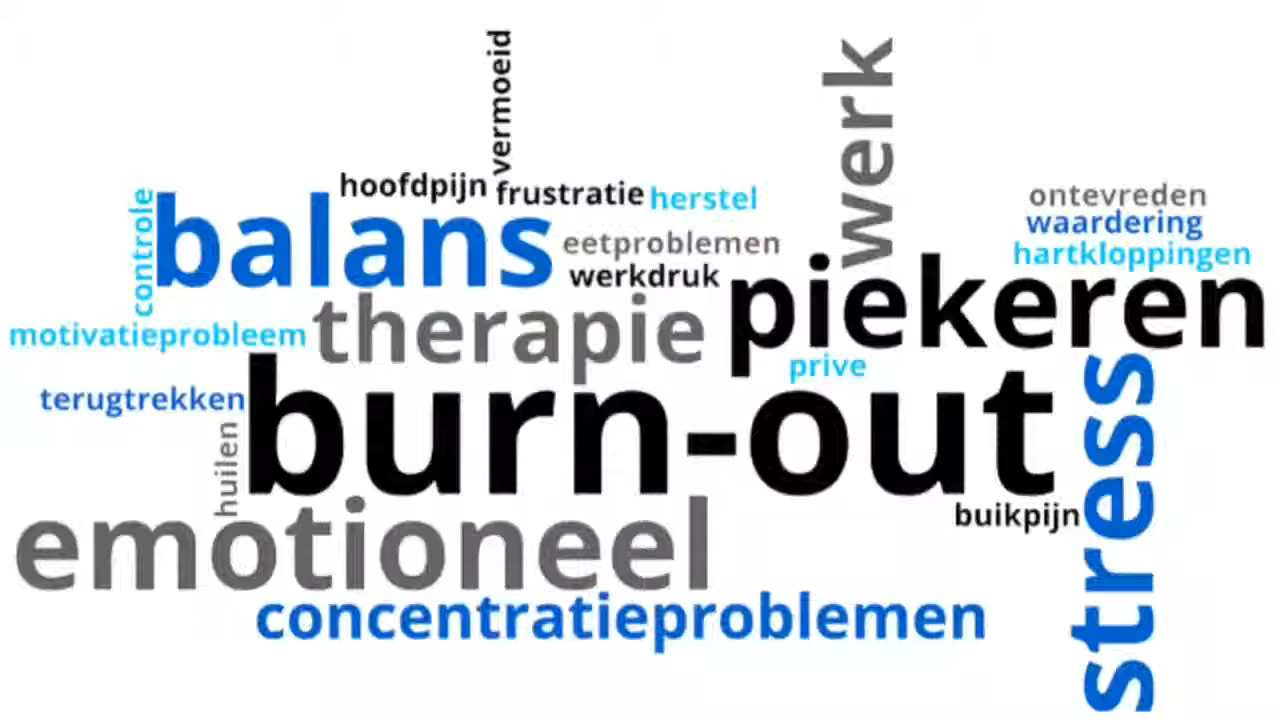 vermoeid
werk
hoofdpijn
frustratie
herstel
ontevreden
controle
balans
waardering
eetproblemen
hartkloppingen
werkdruk
piekeren
motivatieprobleem
therapie
prive
terugtrekken
burn-out
stress
huilen
buikpijn
emotioneel
concentratieproblemen